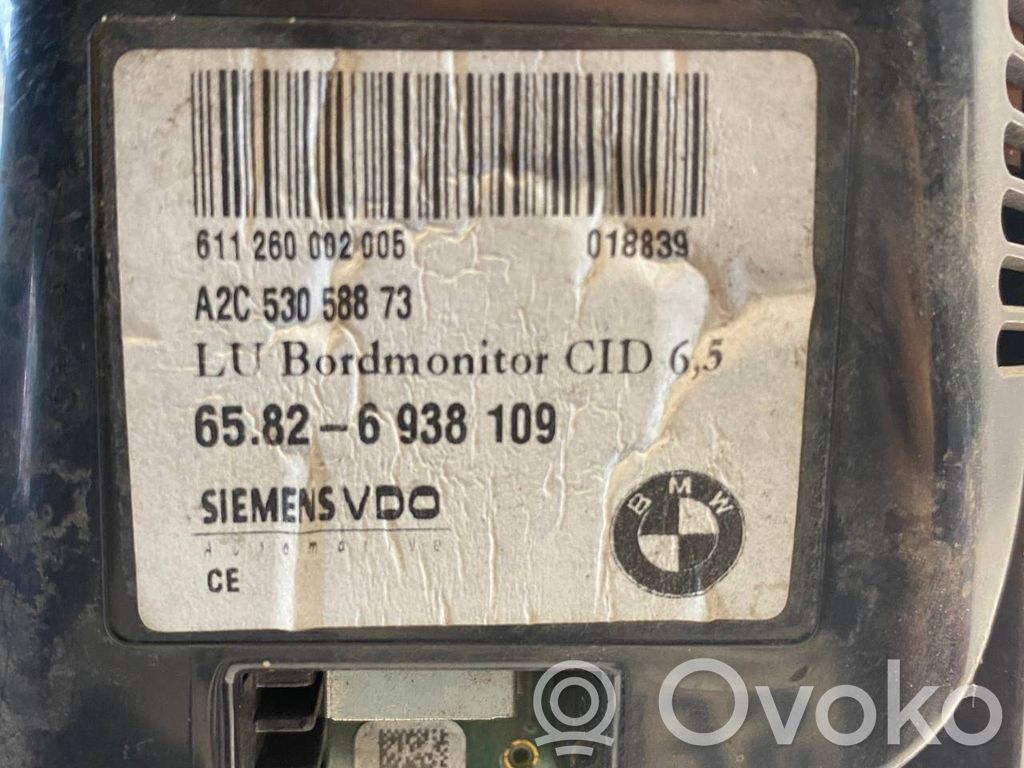 611 260 002 005 018839
A2C 530 588 73
LU Bordmonitor CID 6,5
65.82-6 938 109
SIEMENS VDO
Automotive
CE
BMW
Ovoko